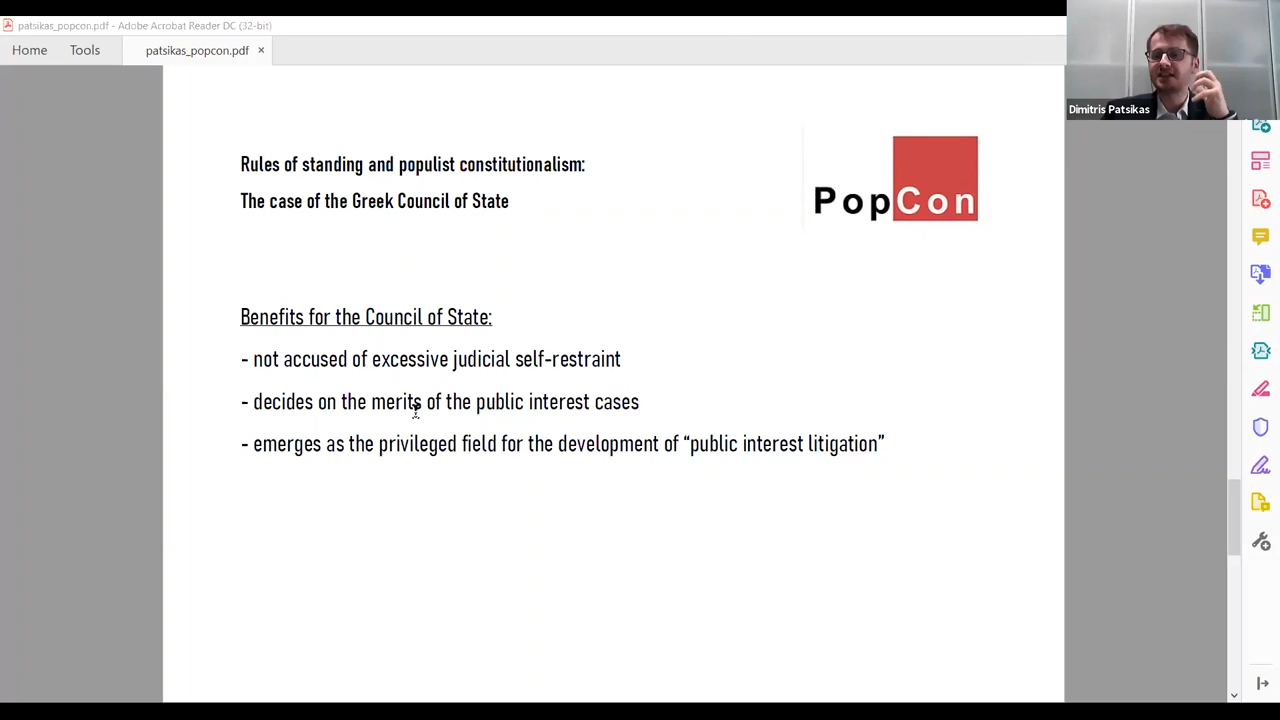 patsikas_popcon.pdf - Adobe Acrobat Reader DC (32-bit)
Home Tools patsikas_popcon.pdf ×
Dimitris Patsikas
Rules of standing and populist constitutionalism:
The case of the Greek Council of State
PopCon
Benefits for the Council of State:
- not accused of excessive judicial self-restraint
- decides on the merits of the public interest cases
- emerges as the privileged field for the development of “public interest litigation”